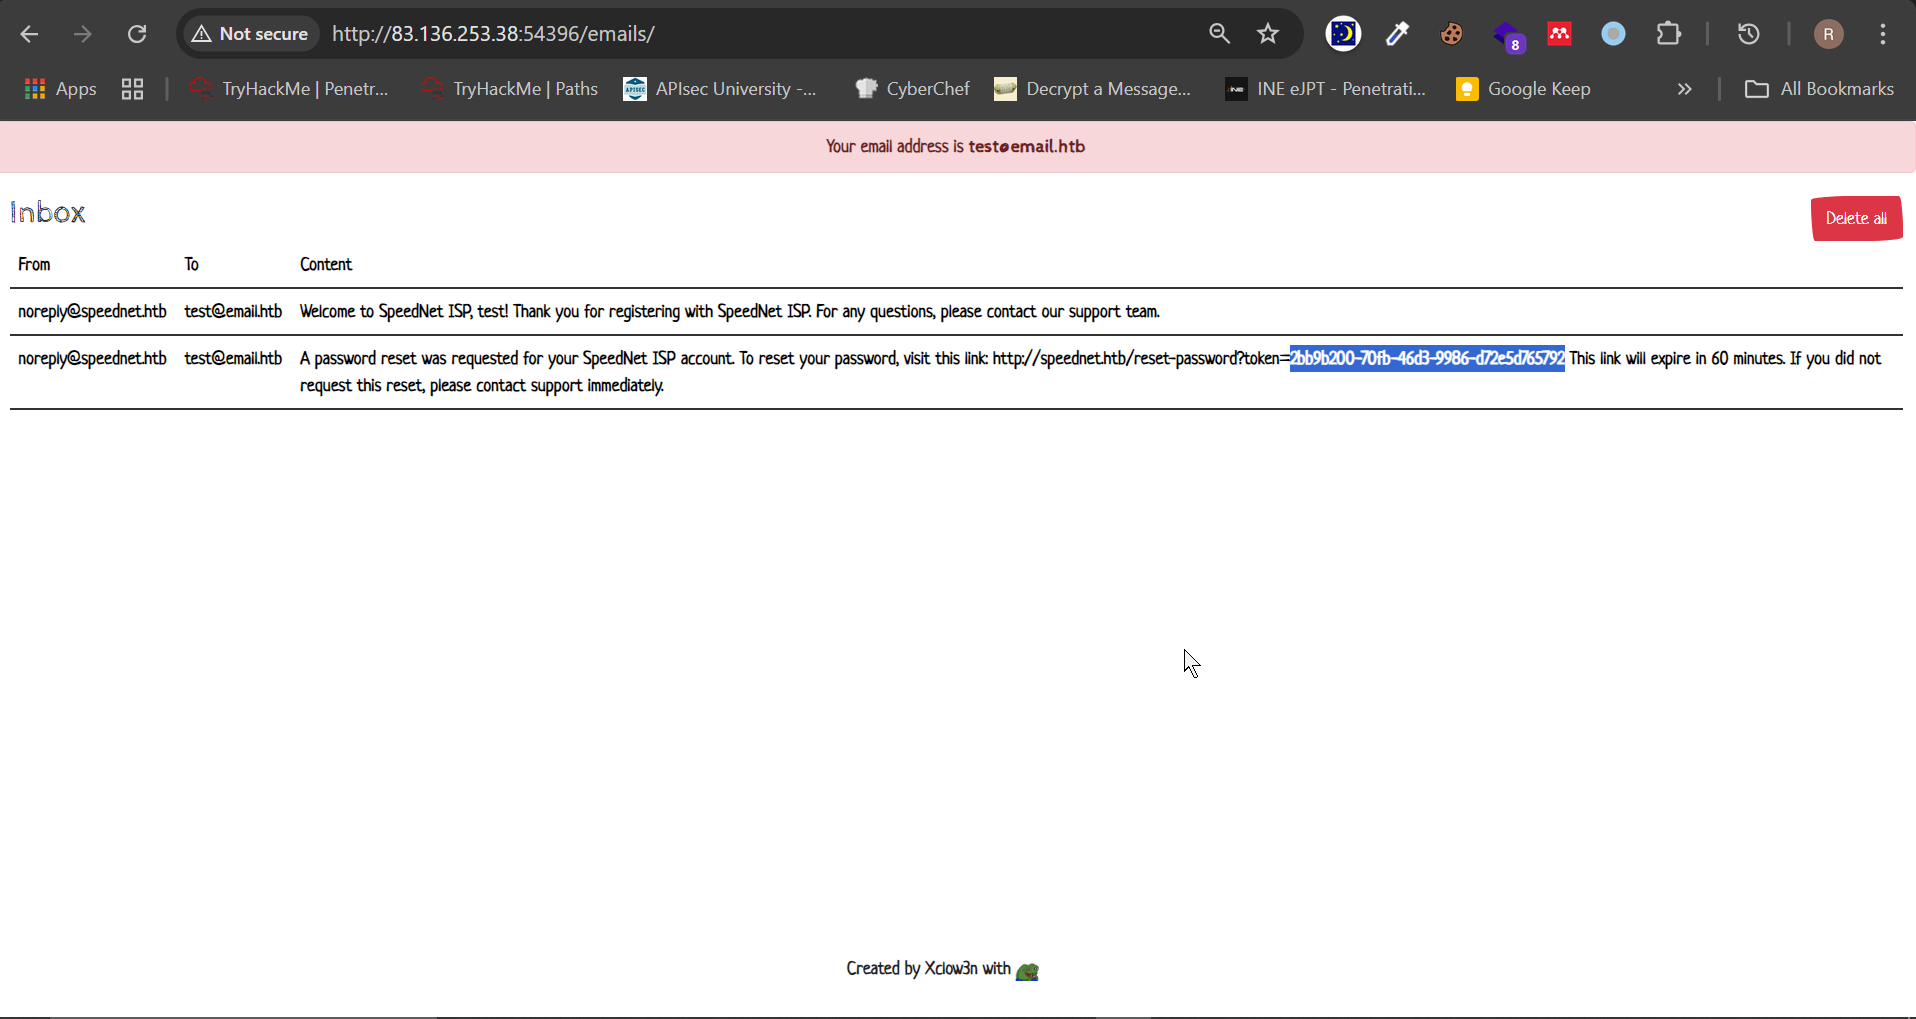 Not secure
http://83.136.253.38:54396/emails/
8
R
Apps
TryHackMe | Penetr...
TryHackMe | Paths
APISEC
APIsec University -...
CyberChef
Decrypt a Message...
INE
INE eJPT - Penetrati...
Google Keep
All Bookmarks
Your email address is test@email.htb
Inbox
Delete all
From To Content
noreply@speednet.htb test@email.htb Welcome to SpeedNet ISP, test! Thank you for registering with SpeedNet ISP. For any questions, please contact our support team.
noreply@speednet.htb test@email.htb A password reset was requested for your SpeedNet ISP account. To reset your password, visit this link: http://speednet.htb/reset-password?token=2bb9b200-70fb-46d3-9986-d72e5d765792 This link will expire in 60 minutes. If you did not
request this reset, please contact support immediately.
Created by Xclow3n with